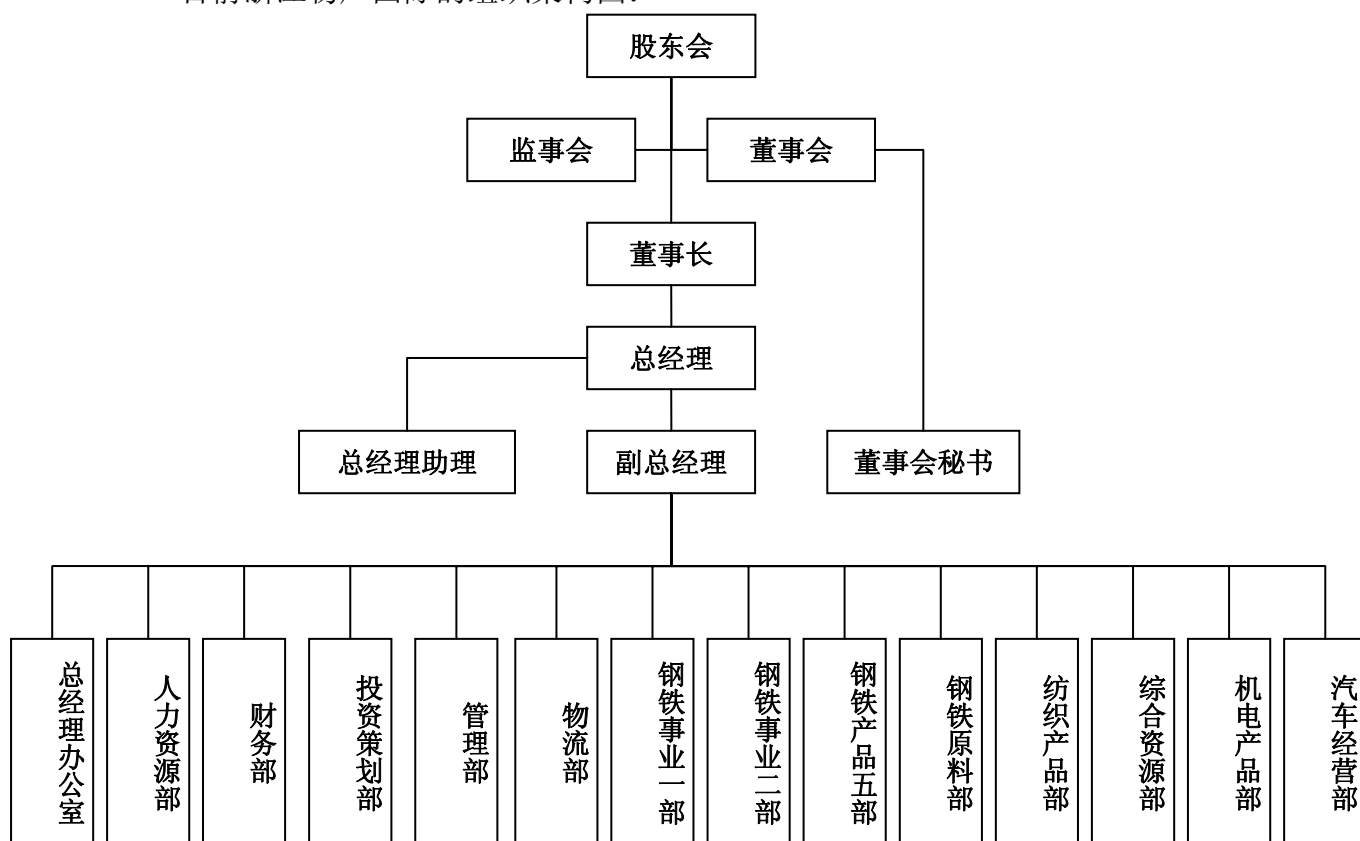 股东会
监事会
董事会
董事长
总经理
总经理助理
副总经理
董事会秘书
总经理办公室
人力资源部
财务部
投资策划部
管理部
物流部
钢铁事业一部
钢铁事业二部
钢铁产品五部
钢铁原料部
纺织产品部
综合资源部
机电产品部
汽车经营部